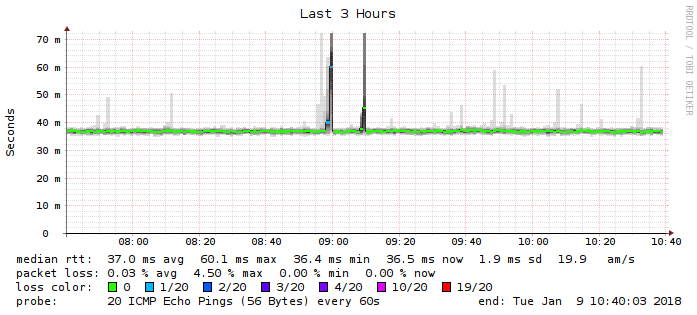 Last 3 Hours
RRDTOOL / TOBI OETIKER
Seconds
70 m
60 m
50 m
40 m
30 m
20 m
10 m
0
08:00 08:20 08:40 09:00 09:20 09:40 10:00 10:20 10:40
median rtt: 37.0 ms avg 60.1 ms max 36.4 ms min 36.5 ms now 1.9 ms sd 19.9 am/s
packet loss: 0.03 % avg 4.50 % max 0.00 % min 0.00 % now
loss color: 0 1/20 2/20 3/20 4/20 10/20 19/20
probe: 20 ICMP Echo Pings (56 Bytes) every 60s end: Tue Jan 9 10:40:03 2018